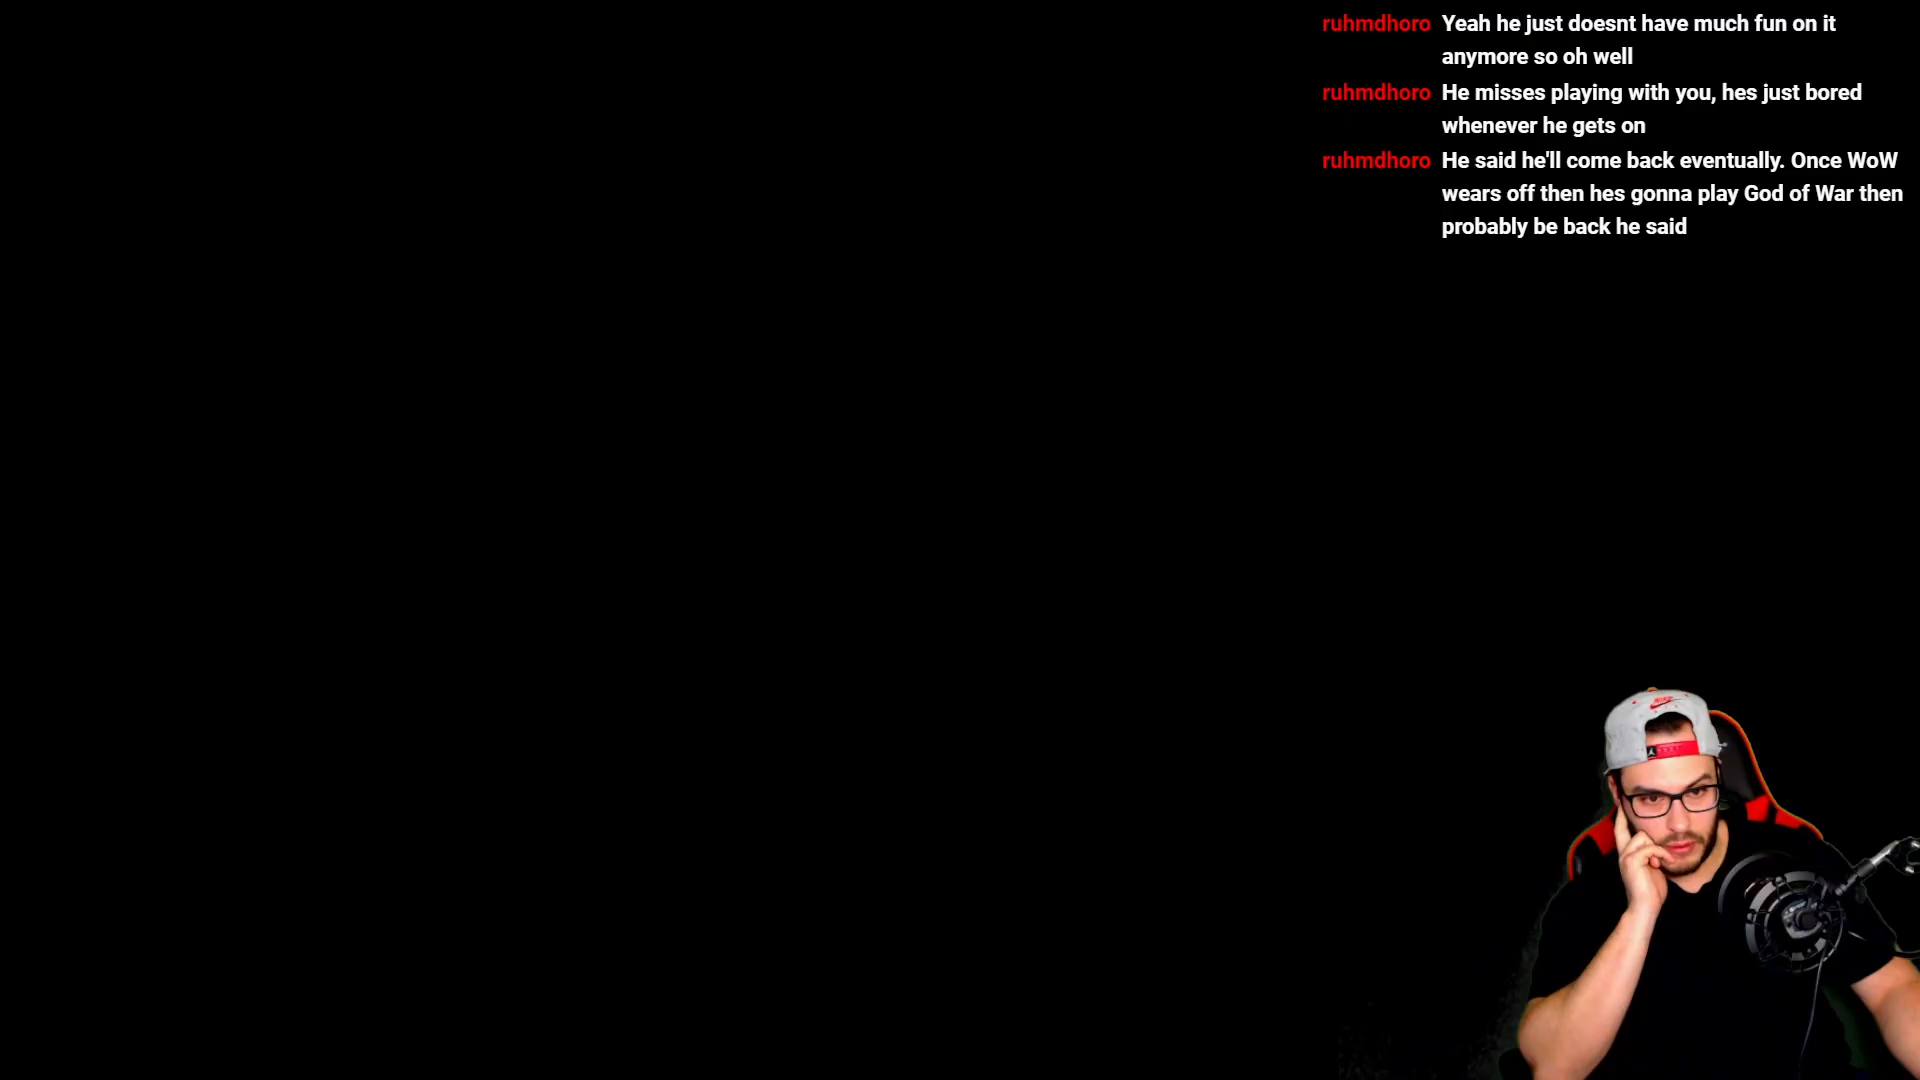 ruhmdhoro Yeah he just doesnt have much fun on it
anymore so oh well
ruhmdhoro He misses playing with you, hes just bored
whenever he gets on
ruhmdhoro He said he'll come back eventually. Once WoW
wears off then hes gonna play God of War then
probably be back he said